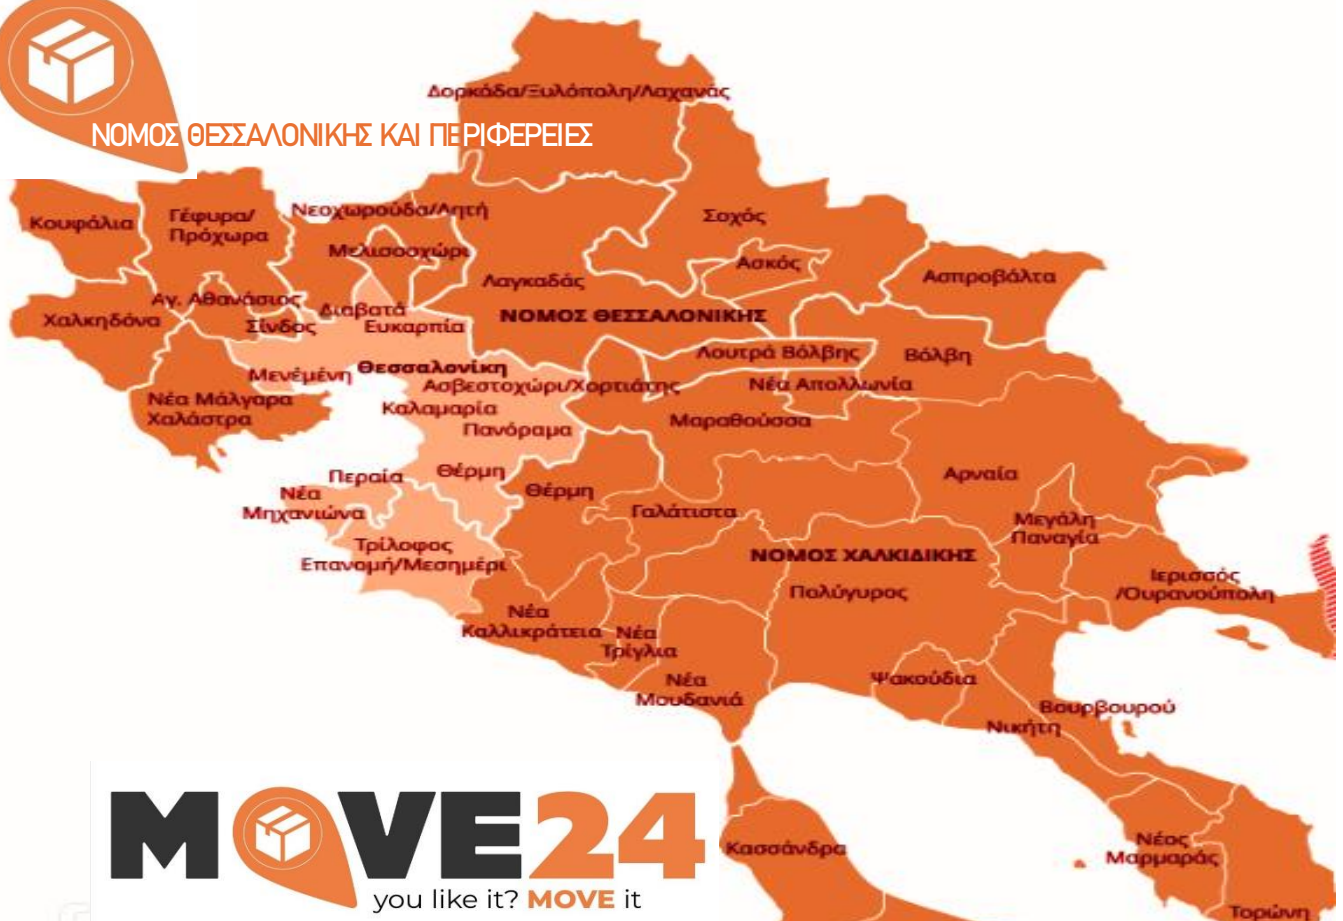 Δορκάδα/Ξυλόπολη/Λαχανάς
ΝΟΜΟΣ ΘΕΣΣΑΛΟΝΙΚΗΣ ΚΑΙ ΠΕΡΙΦΕΡΕΙΕΣ
Κουφάλια
Γέφυρα/
Πρόχωρα
Νεοχωρούδα/Λητή
Μελισσοχώρι
Σοχός
Ασκός
Λαγκαδάς
Ασπροβάλτα
Χαλκηδόνα
Αγ. Αθανάσιος
Σίνδος
Διαβατά
Ευκαρπία
ΝΟΜΟΣ ΘΕΣΣΑΛΟΝΙΚΗΣ
Λουτρά Βόλβης
Βόλβη
Μενέμένη
Θεσσαλονίκη
Ασβεστοχώρι/Χορτιάτης
Νέα Απολλωνία
Νέα Μάλγαρα
Χαλάστρα
Καλαμαρία
Πανόραμα
Μαραθούσσα
Περαία
Θέρμη
Θέρμη
Αρναία
Νέα
Μηχανιώνα
Γαλάτιστα
Μεγάλη
Παναγία
Τρίλοφος
Επανομή/Μεσημέρι
ΝΟΜΟΣ ΧΑΛΚΙΔΙΚΗΣ
Πολύγυρος
Ιερισσός
/Ουρανούπολη
Νέα
Καλλικράτεια
Νέα
Τρίγλια
Νέα
Μουδανιά
Ψακούδια
Βουρβουρού
Νικήτη
MOVE24
you like it? MOVE it
Κασσάνδρα
Νέος
Μαρμαράς
Τορώνη